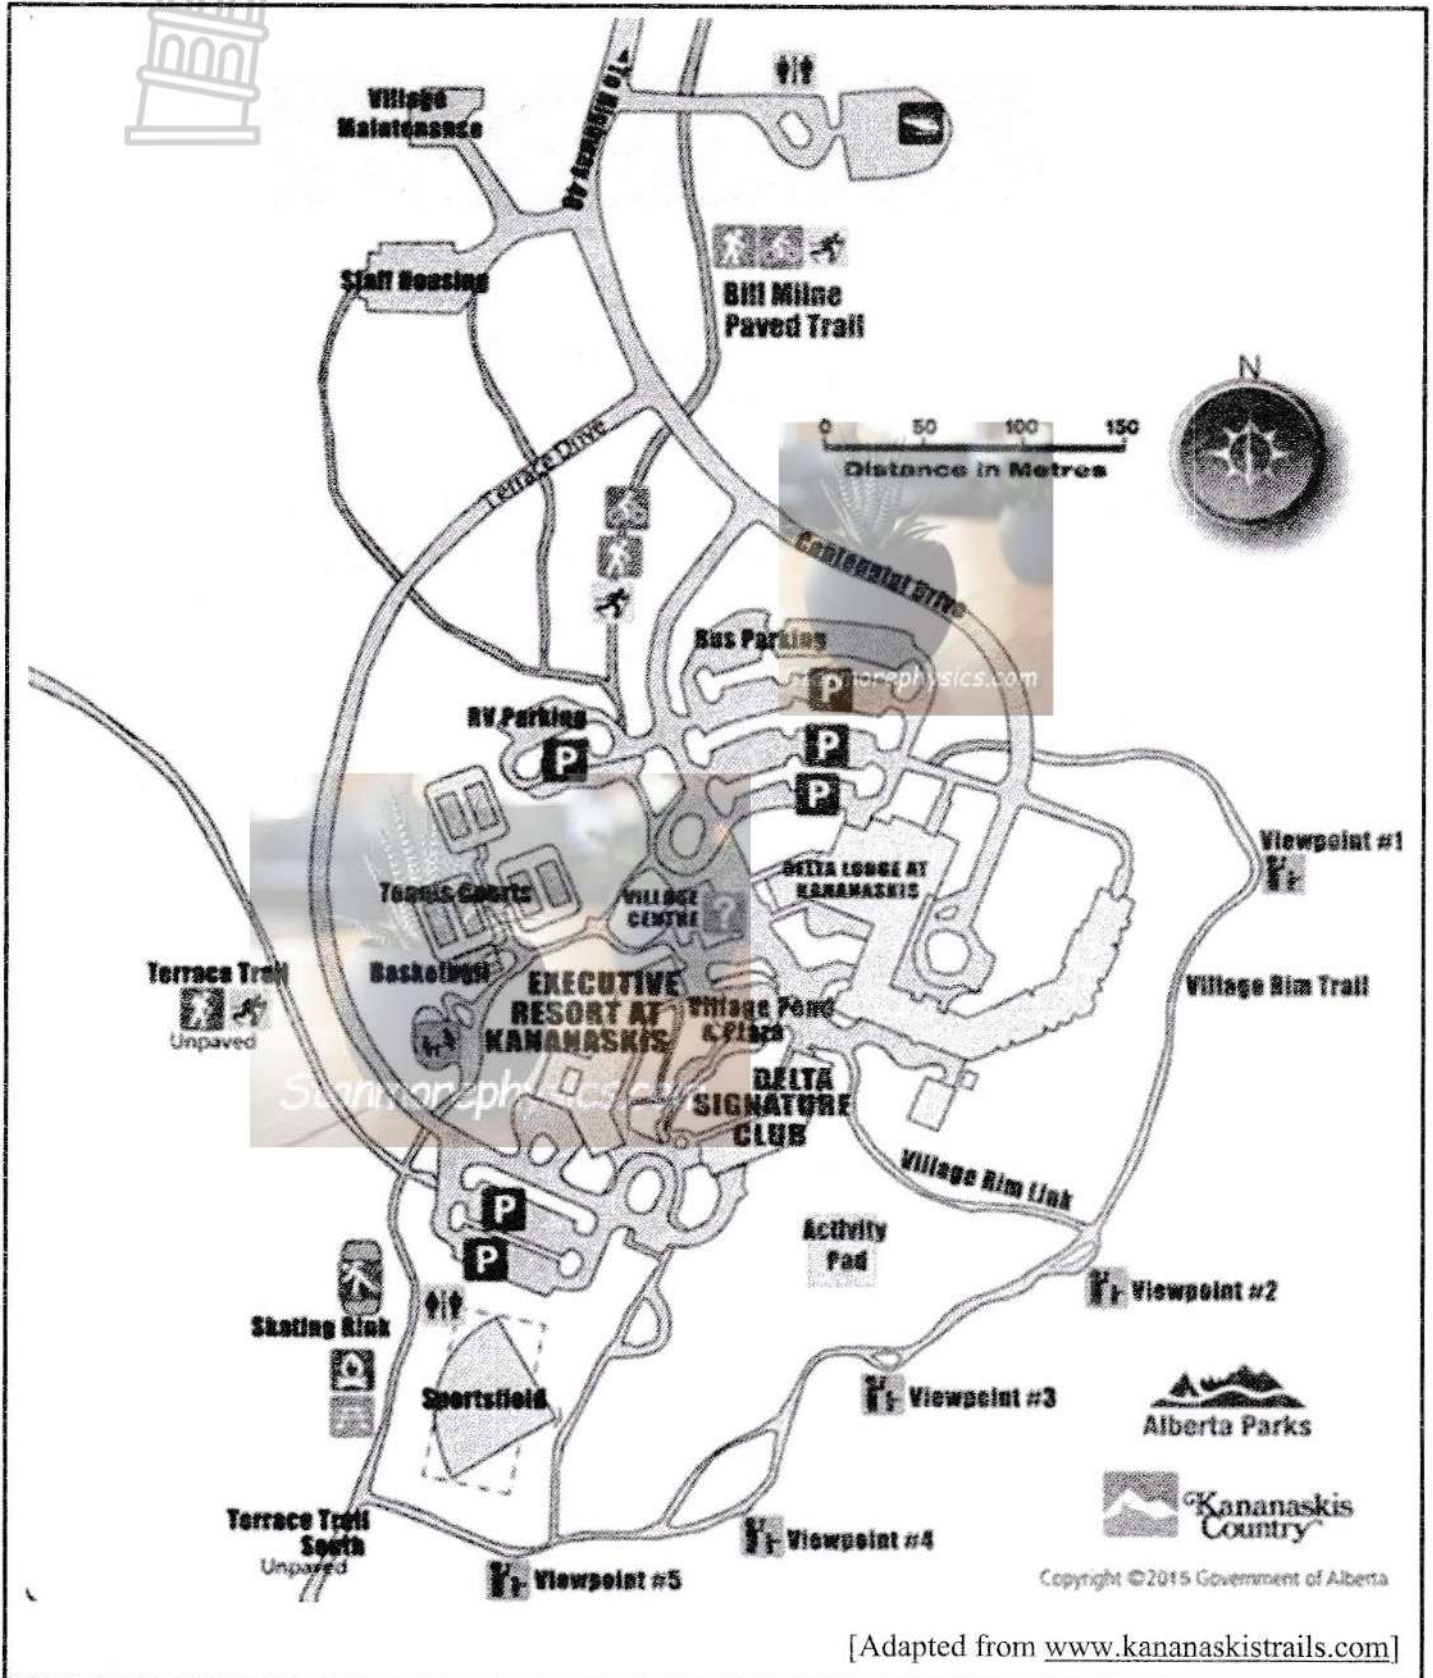 Village
Maintenance
To Highway 40
Staff Housing
Bill Milne
Paved Trail
N
0 50 100 150
Distance in Metres
Terrace Drive
Centennial Drive
Bus Parking
morephysics.com
P
P
P
RV Parking
P
Viewpoint #1
DELTA LODGE AT
KANANASKIS
Tennis Courts
VILLAGE
CENTRE
?
Terrace Trail
Unpaved
Basketball
EXECUTIVE
RESORT AT
KANANASKIS
Village Pond
& Plaza
Village Rim Trail
Stanmorephysics.com
DELTA
SIGNATURE
CLUB
Village Rim Link
P
P
Activity
Pad
Viewpoint #2
Skating Rink
Sportsfield
Viewpoint #3
Alberta Parks
Kananaskis
Country
Terrace Trail
South
Unpaved
Viewpoint #4
Viewpoint #5
Copyright ©2015 Government of Alberta
[Adapted from www.kananaskistrails.com]